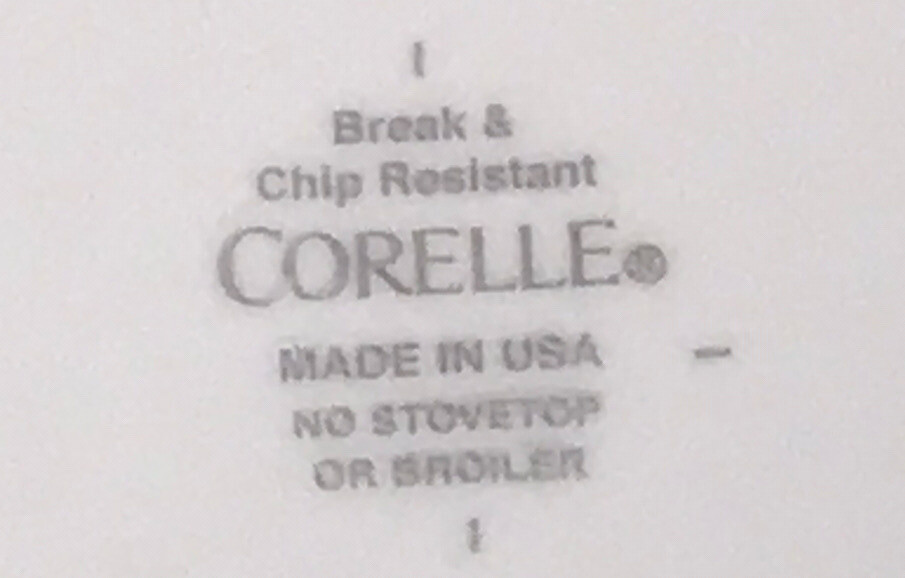 Break &
Chip Resistant
CORELLE®
MADE IN USA
NO STOVETOP
OR BROILER